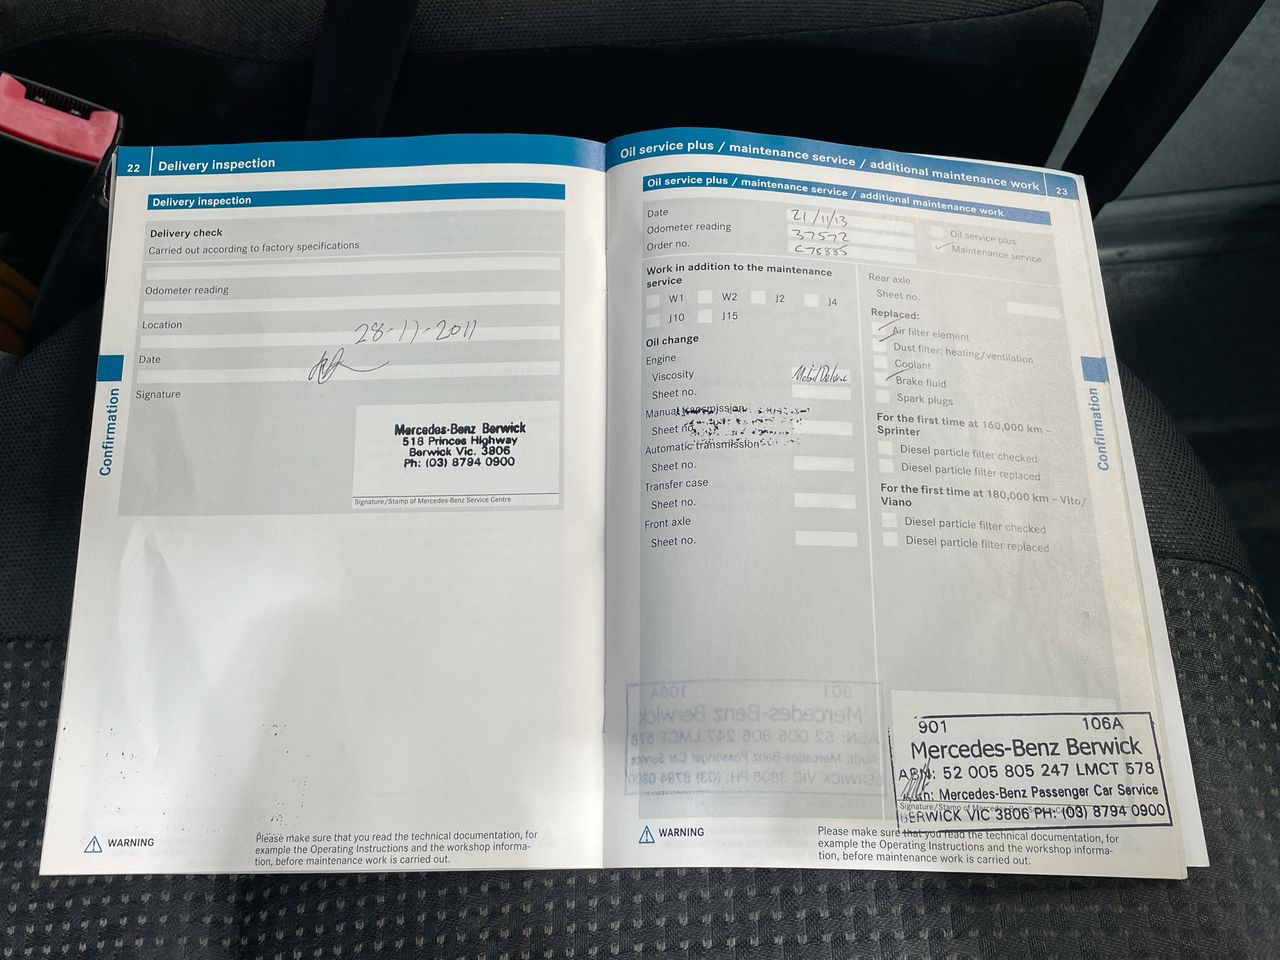 22 Delivery inspection
Delivery inspection
Delivery check
Carried out according to factory specifications
Odometer reading
Location
28-11-2011
Date
Signature
Mercedes-Benz Berwick
518 Princes Highway
Berwick Vic. 3806
Ph: (03) 8794 0900
Signature/Stamp of Mercedes-Benz Service Centre
Confirmation
WARNING
Please make sure that you read the technical documentation, for
example the Operating Instructions and the workshop informa-
tion, before maintenance work is carried out.
Oil service plus / maintenance service / additional maintenance work 23
Oil service plus / maintenance service / additional maintenance work
Date 21/11/13
Odometer reading 37572
Order no. C75885
Oil service plus
Maintenance service
Work in addition to the maintenance
service
W1 W2 J2 J4
J10 J15
Oil change
Engine
Viscosity Mobil
Sheet no.
Manual transmission
Sheet no.
Automatic transmission
Sheet no.
Transfer case
Sheet no.
Front axle
Sheet no.
Rear axle
Sheet no.
Replaced:
Air filter element
Dust filter: heating/ventilation
Coolant
Brake fluid
Spark plugs
For the first time at 160,000 km –
Sprinter
Diesel particle filter checked
Diesel particle filter replaced
For the first time at 180,000 km – Vito/
Viano
Diesel particle filter checked
Diesel particle filter replaced
Confirmation
901 106A
Mercedes-Benz Berwick
ABN: 52 005 805 247 LMCT 578
Mercedes-Benz Passenger Car Service
Signature/Stamp of Mercedes-Benz Service Centre
BERWICK VIC 3806 PH: (03) 8794 0900
WARNING
Please make sure that you read the technical documentation, for
example the Operating Instructions and the workshop informa-
tion, before maintenance work is carried out.